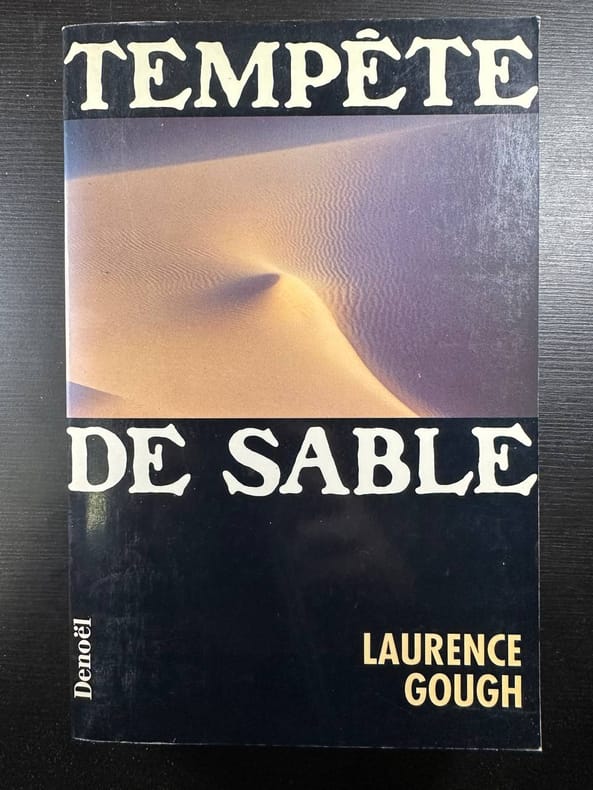 TEMPÊTE
DE SABLE
LAURENCE
GOUGH
Denoël